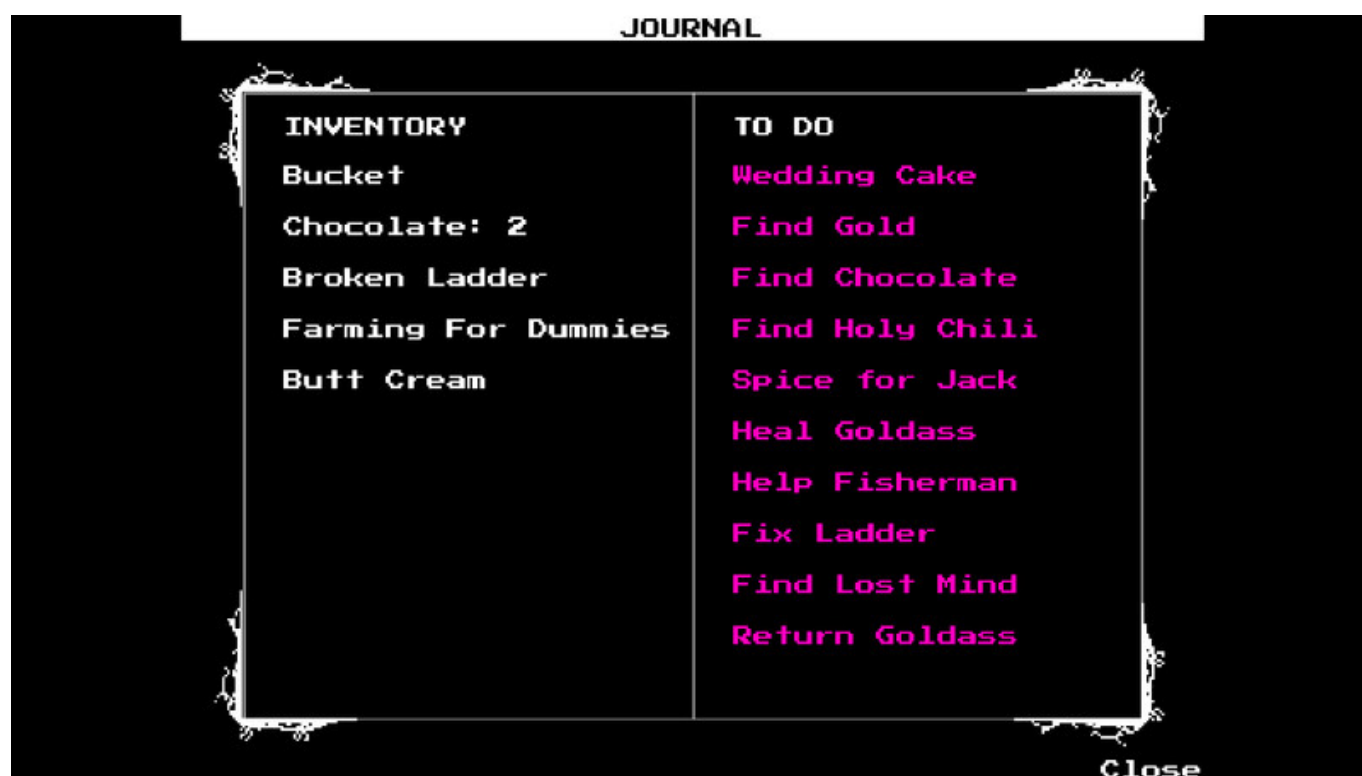 JOURNAL
INVENTORY
Bucket
Chocolate: 2
Broken Ladder
Farming For Dummies
Butt Cream
TO DO
Wedding Cake
Find Gold
Find Chocolate
Find Holy Chili
Spice for Jack
Heal Goldass
Help Fisherman
Fix Ladder
Find Lost Mind
Return Goldass
Close